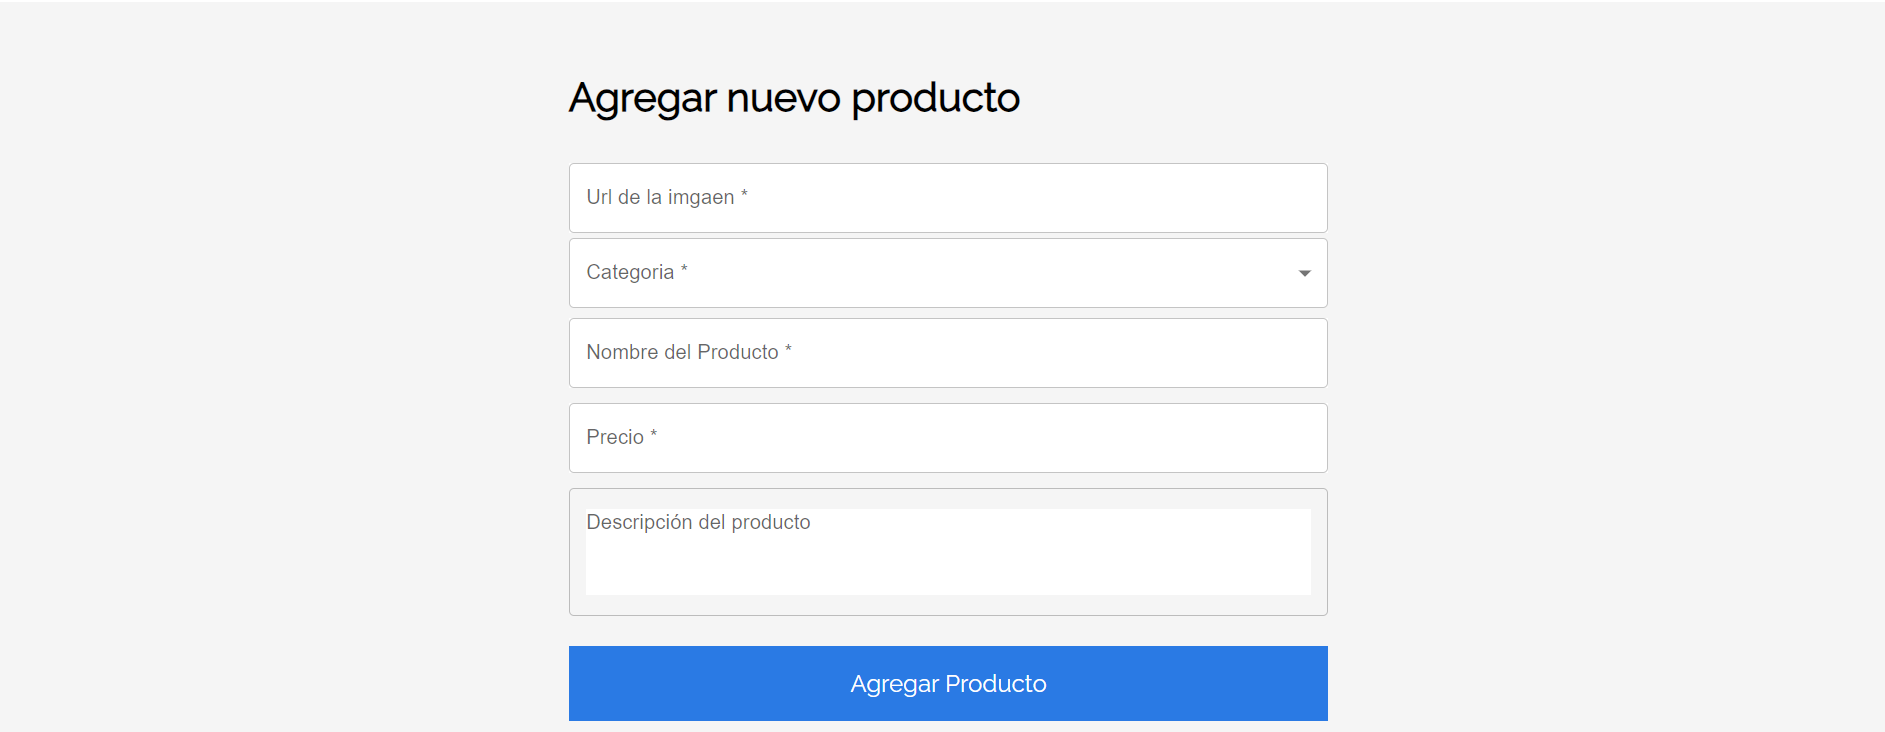 Agregar nuevo producto
Url de la imgaen *
Categoria *
Nombre del Producto *
Precio *
Descripción del producto
Agregar Producto